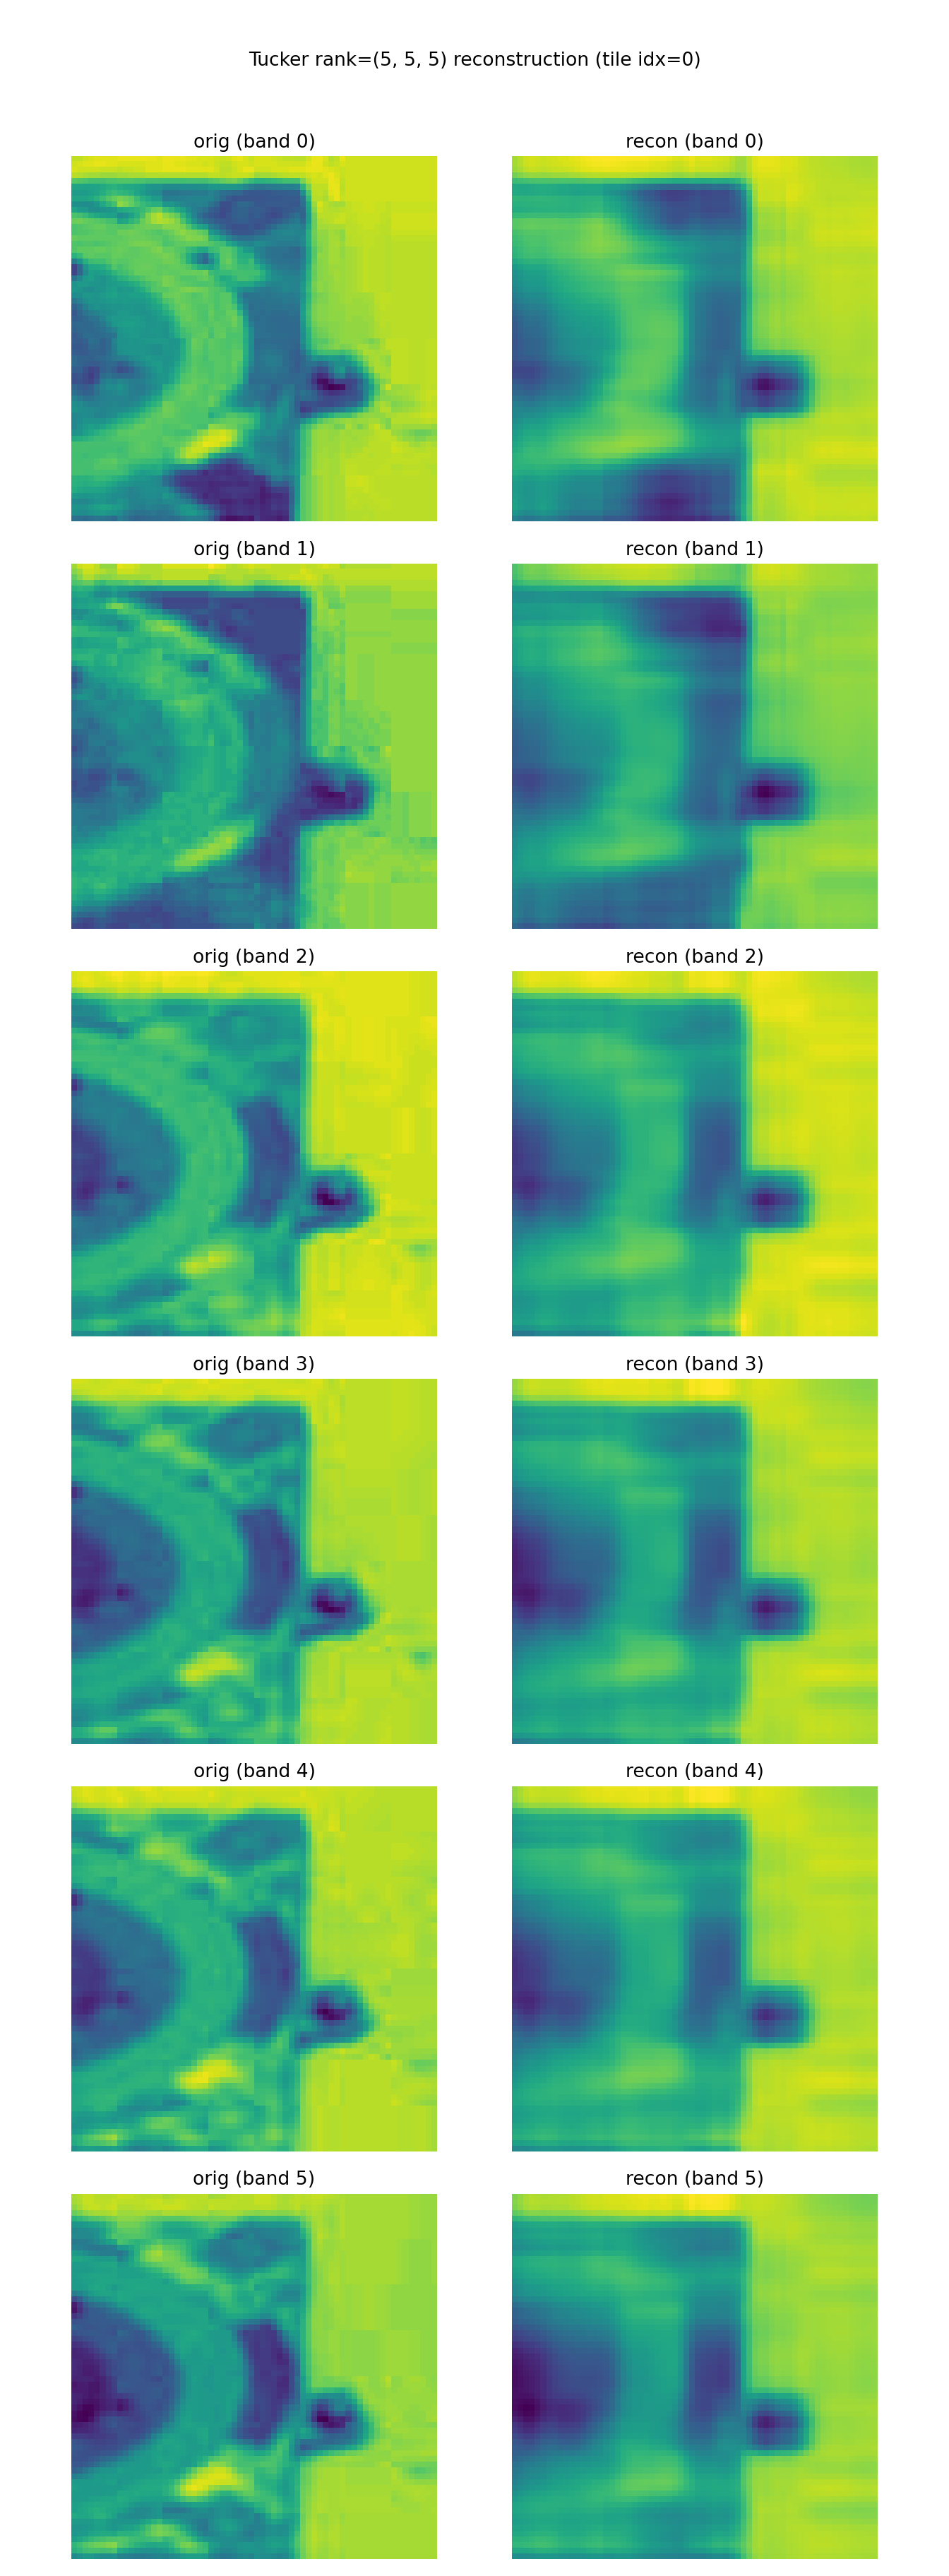 Tucker rank=(5, 5, 5) reconstruction (tile idx=0)
orig (band 0) recon (band 0)
orig (band 1) recon (band 1)
orig (band 2) recon (band 2)
orig (band 3) recon (band 3)
orig (band 4) recon (band 4)
orig (band 5) recon (band 5)